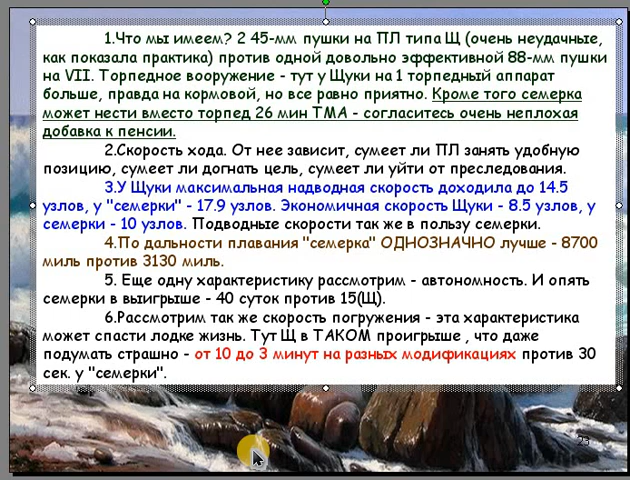 1.Что мы имеем? 2 45-мм пушки на ПЛ типа Щ (очень неудачные,
как показала практика) против одной довольно эффективной 88-мм пушки
на VII. Торпедное вооружение - тут у Щуки на 1 торпедный аппарат
больше, правда на кормовой, но все равно приятно. Кроме того семерка
может нести вместо торпед 26 мин ТМА - согласитесь очень неплохая
добавка к пенсии.
2.Скорость хода. От нее зависит, сумеет ли ПЛ занять удобную
позицию, сумеет ли догнать цель, сумеет ли уйти от преследования.
3.У Щуки максимальная надводная скорость доходила до 14.5
узлов, у "семерки" - 17.9 узлов. Экономичная скорость Щуки - 8.5 узлов, у
семерки - 10 узлов. Подводные скорости так же в пользу семерки.
4.По дальности плавания "семерка" ОДНОЗНАЧНО лучше - 8700
миль против 3130 миль.
5. Еще одну характеристику рассмотрим - автономность. И опять
семерки в выигрыше - 40 суток против 15(Щ).
6.Рассмотрим так же скорость погружения - эта характеристика
может спасти лодке жизнь. Тут Щ в ТАКОМ проигрыше , что даже
подумать страшно - от 10 до 3 минут на разных модификациях против 30
сек. у "семерки".
23